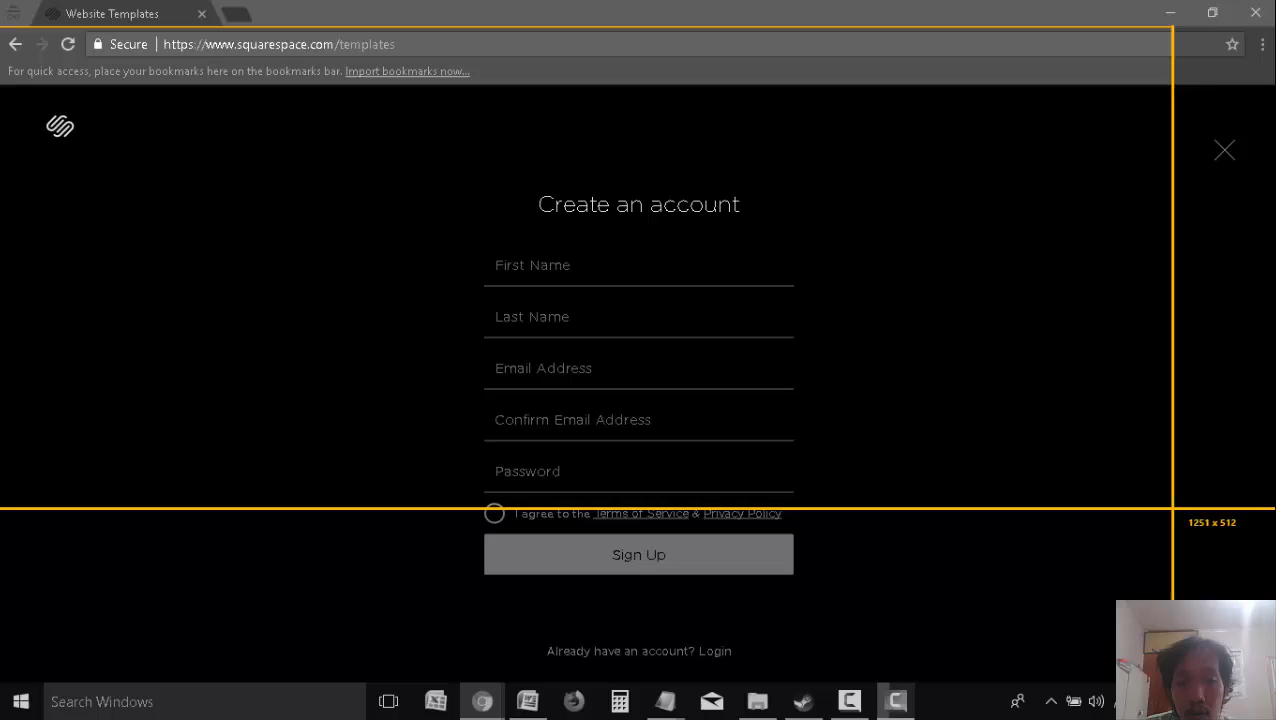 Website Templates
Secure
https://www.squarespace.com/templates
For quick access, place your bookmarks here on the bookmarks bar. Import bookmarks now...
Create an account
First Name
Last Name
Email Address
Confirm Email Address
Password
I agree to the Terms of Service & Privacy Policy
1251 x 512
Sign Up
Already have an account? Login
Search Windows